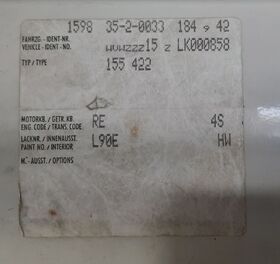 1598 35-2-0033 184 9 42
FAHRZG.-IDENT-NR.
VEHICLE-IDENT-NO. WVWZZZ15 Z LK000858
TYP/TYPE 155 422
MOTORKB./GETR.KB. RE 4S
ENG. CODE/TRANS. CODE.
LACKNR./INNENAUSST. L90E HW
PAINT NO./INTERIOR
M.-AUSST./OPTIONS